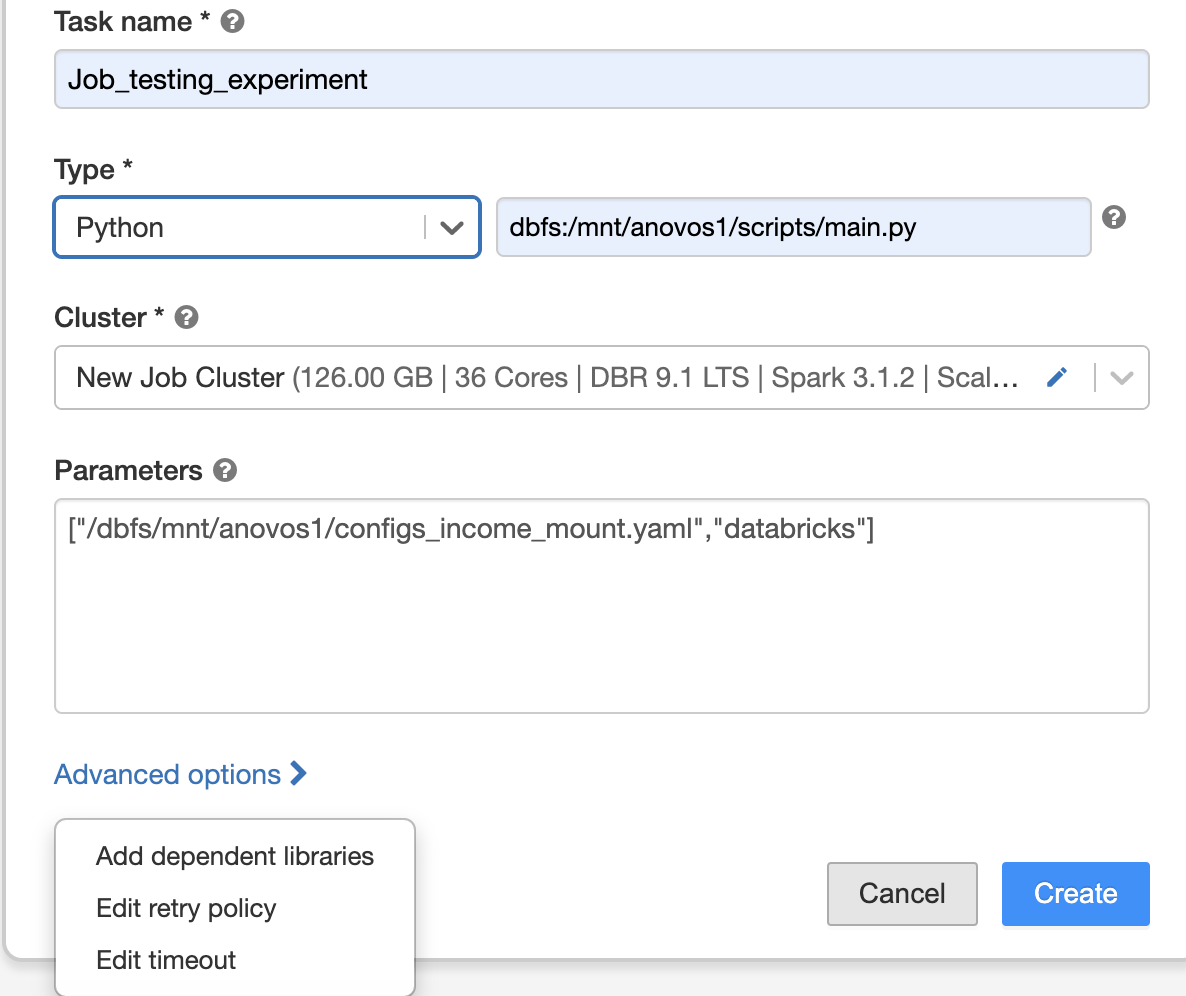 Task name * ?
Job_testing_experiment
Type *
Python
dbfs:/mnt/anovos1/scripts/main.py ?
Cluster * ?
New Job Cluster (126.00 GB | 36 Cores | DBR 9.1 LTS | Spark 3.1.2 | Scal...
Parameters ?
["/dbfs/mnt/anovos1/configs_income_mount.yaml","databricks"]
Advanced options
Add dependent libraries
Edit retry policy
Edit timeout
Cancel
Create